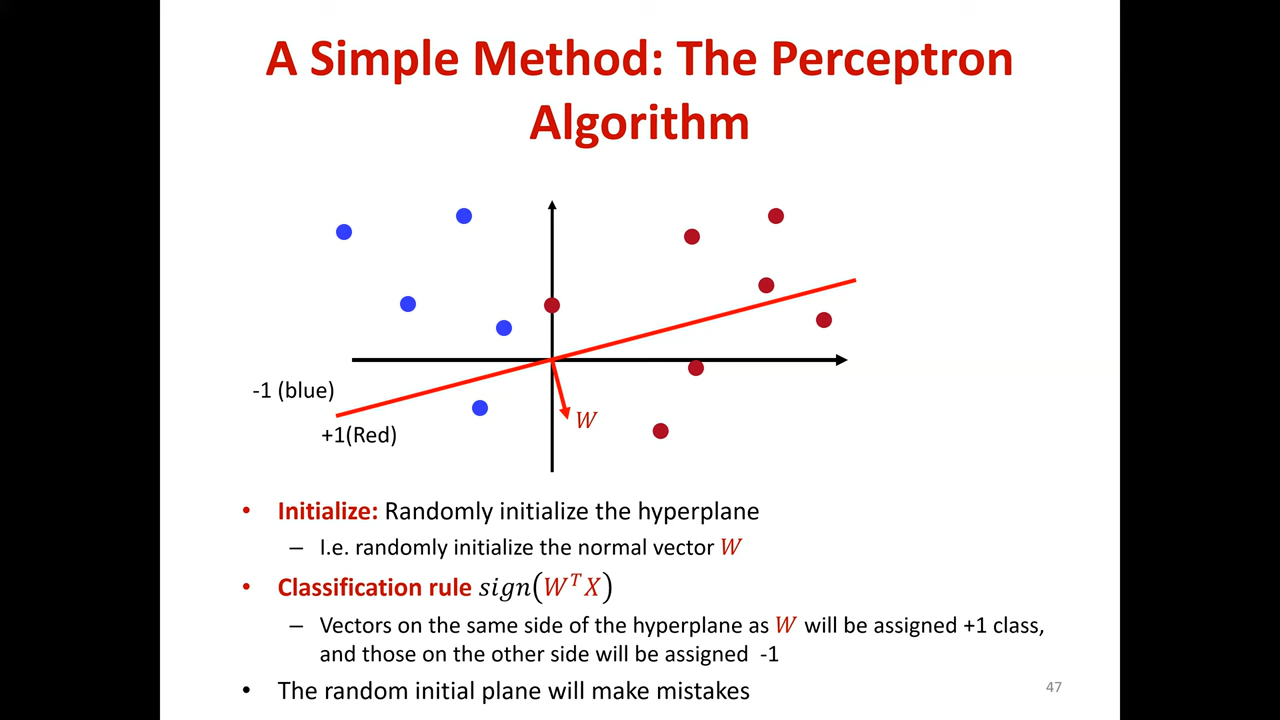 A Simple Method: The Perceptron
Algorithm
-1 (blue)
+1(Red)
W
• Initialize: Randomly initialize the hyperplane
– I.e. randomly initialize the normal vector W
• Classification rule sign(WᵀX)
– Vectors on the same side of the hyperplane as W will be assigned +1 class,
and those on the other side will be assigned -1
• The random initial plane will make mistakes
47